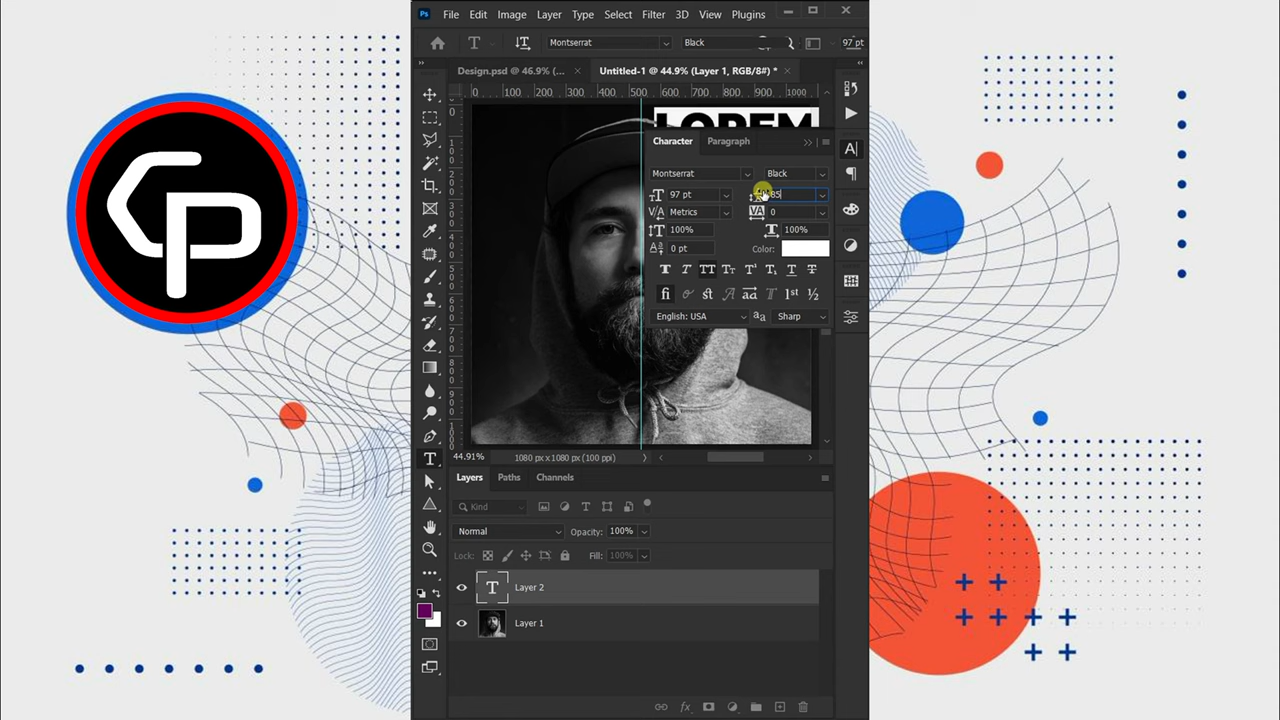 CP
Ps File Edit Image Layer Type Select Filter 3D View Plugins
Montserrat Black 97 pt
Design.psd @ 46.9% (... Untitled-1 @ 44.9% (Layer 1, RGB/8#) *
0 100 200 300 400 500 600 700 800 900 1000
LOREM
Character Paragraph
Montserrat Black
97 pt 85
Metrics 0
100% 100%
0 pt Color:
English: USA Sharp
44.91% 1080 px x 1080 px (100 ppi)
Layers Paths Channels
Kind
Normal Opacity: 100%
Lock: Fill: 100%
T Layer 2
Layer 1